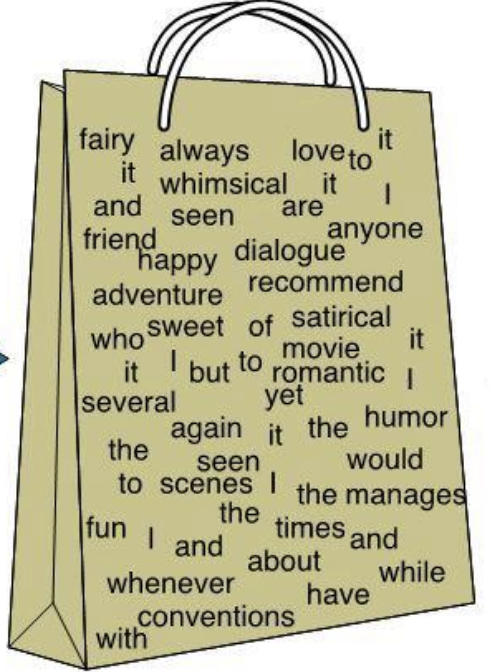 fairy always love to it
it whimsical it I
and seen are
anyone
friend happy dialogue
adventure recommend
who sweet of satirical
it I but to movie it
romantic I
several yet
again it the humor
the seen would
to scenes I the manages
fun I and the times and
about while
whenever have
conventions
with